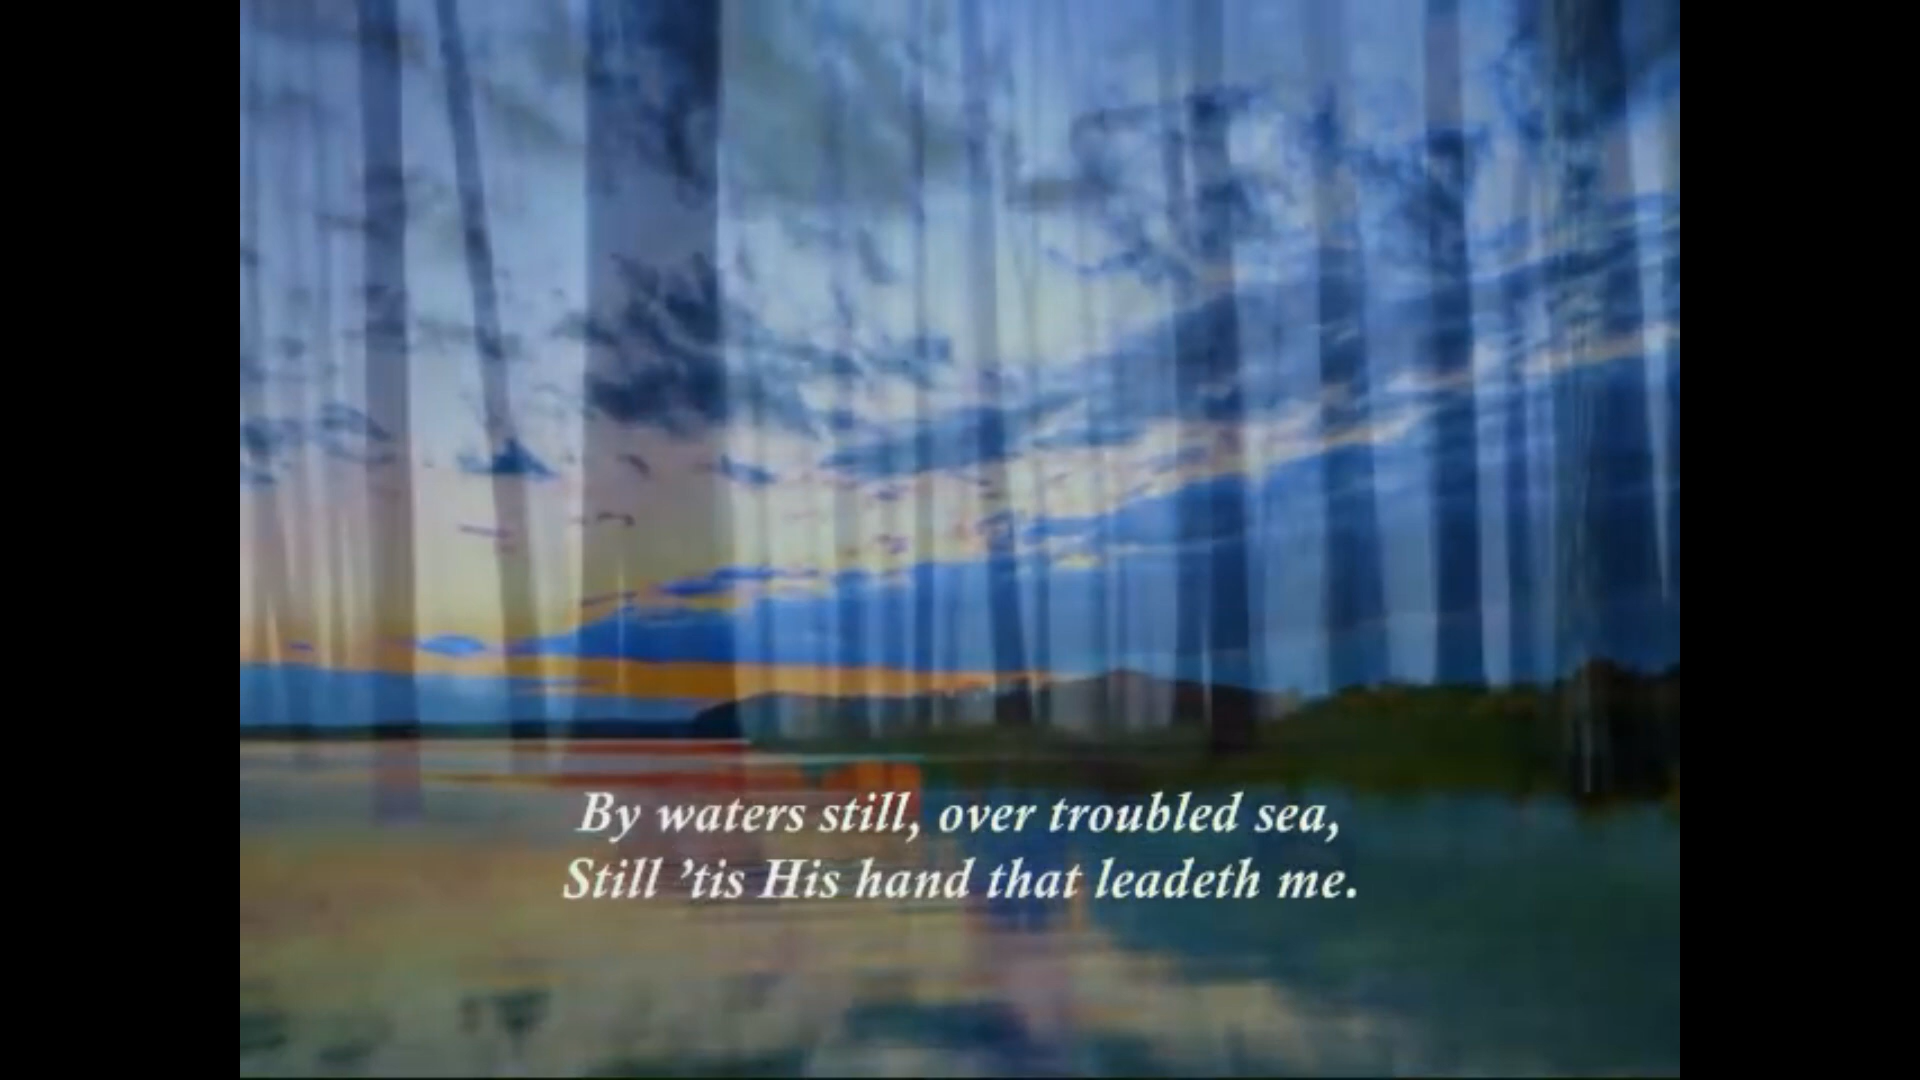 By waters still, over troubled sea,
Still ’tis His hand that leadeth me.